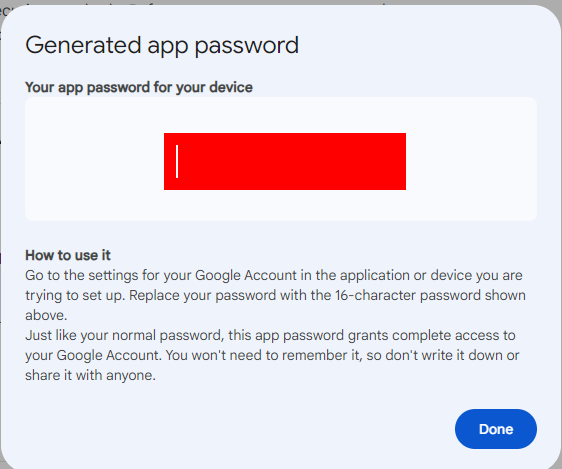 Generated app password
Your app password for your device
How to use it
Go to the settings for your Google Account in the application or device you are
trying to set up. Replace your password with the 16-character password shown
above.
Just like your normal password, this app password grants complete access to
your Google Account. You won't need to remember it, so don't write it down or
share it with anyone.
Done